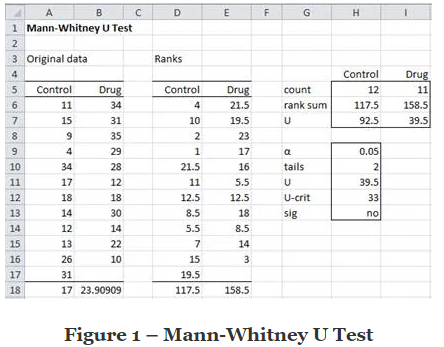 A B C D E F G H I
1 Mann-Whitney U Test
2
3 Original data Ranks
4 Control Drug
5 Control Drug Control Drug count 12 11
6 11 34 4 21.5 rank sum 117.5 158.5
7 15 31 10 19.5 U 92.5 39.5
8 9 35 2 23
9 4 29 1 17 α 0.05
10 34 28 21.5 16 tails 2
11 17 12 11 5.5 U 39.5
12 18 18 12.5 12.5 U-crit 33
13 14 30 8.5 18 sig no
14 12 14 5.5 8.5
15 13 22 7 14
16 26 10 15 3
17 31 19.5
18 17 23.90909 117.5 158.5
Figure 1 – Mann-Whitney U Test